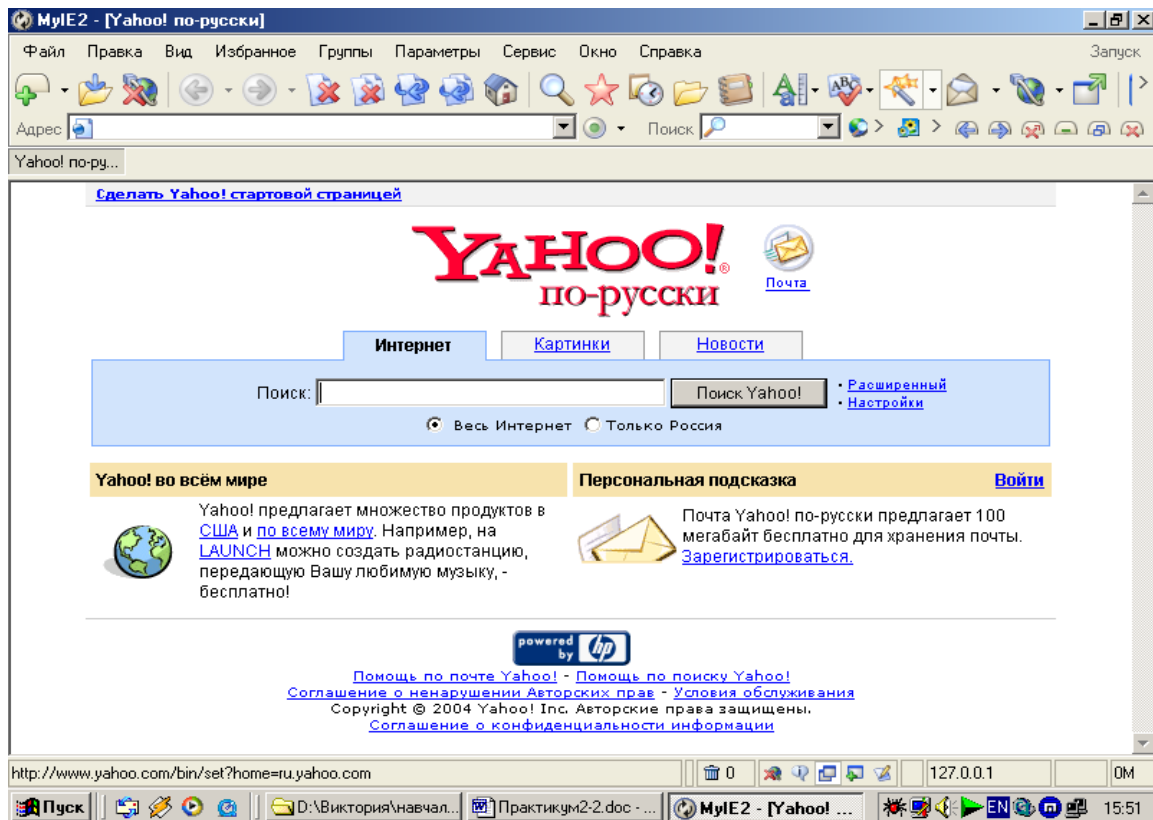 MyIE2 - [Yahoo! по-русски]
Файл Правка Вид Избранное Группы Параметры Сервис Окно Справка Запуск
ABC
Адрес Поиск
Yahoo! по-ру...
Сделать Yahoo! стартовой страницей
YAHOO!®
по-русски
Почта
Интернет Картинки Новости
Поиск: Поиск Yahoo!
· Расширенный
· Настройки
Весь Интернет Только Россия
Yahoo! во всём мире
Yahoo! предлагает множество продуктов в
США и по всему миру. Например, на
LAUNCH можно создать радиостанцию,
передающую Вашу любимую музыку, -
бесплатно!
Персональная подсказка Войти
Почта Yahoo! по-русски предлагает 100
мегабайт бесплатно для хранения почты.
Зарегистрироваться.
powered
by hp
Помощь по почте Yahoo! - Помощь по поиску Yahoo!
Соглашение о ненарушении Авторских прав - Условия обслуживания
Copyright © 2004 Yahoo! Inc. Авторские права защищены.
Соглашение о конфиденциальности информации
http://www.yahoo.com/bin/set?home=ru.yahoo.com 0 127.0.0.1 0M
Пуск D:\Виктория\навчал... Практикум2-2.doc - ... MyIE2 - [Yahoo! ... EN 15:51